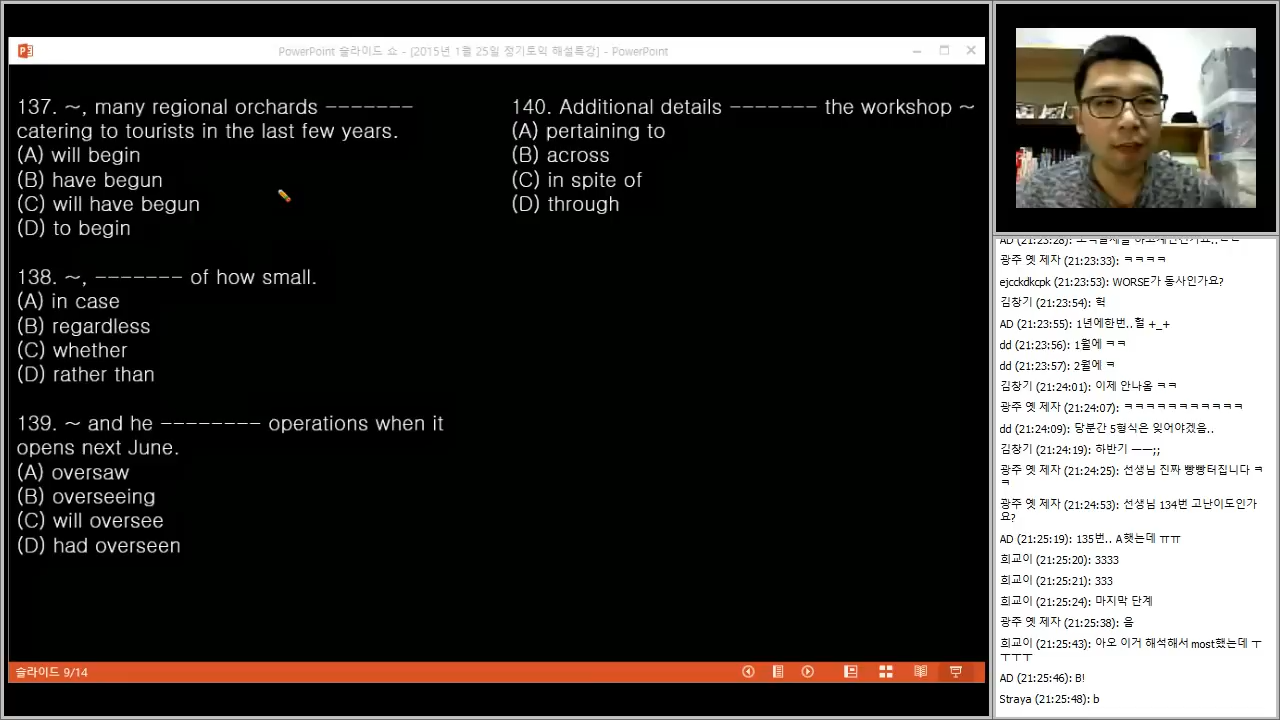 PowerPoint 슬라이드 쇼 - [2015년 1월 25일 정기토익 해설특강] - PowerPoint
137. ~, many regional orchards -------
catering to tourists in the last few years.
(A) will begin
(B) have begun
(C) will have begun
(D) to begin
138. ~, ------- of how small.
(A) in case
(B) regardless
(C) whether
(D) rather than
139. ~ and he -------- operations when it
opens next June.
(A) oversaw
(B) overseeing
(C) will oversee
(D) had overseen
140. Additional details ------- the workshop ~
(A) pertaining to
(B) across
(C) in spite of
(D) through
슬라이드 9/14
AD (21:23:28):
광주 옛 제자 (21:23:33): ㅋㅋㅋㅋ
ejcckdkcpk (21:23:53): WORSE가 동사인가요?
김창기 (21:23:54): 헉
AD (21:23:55): 1년에한번..헐 +_+
dd (21:23:56): 1월에 ㅋㅋ
dd (21:23:57): 2월에 ㅋ
김창기 (21:24:01): 이제 안나옴 ㅋㅋ
광주 옛 제자 (21:24:07): ㅋㅋㅋㅋㅋㅋㅋㅋㅋㅋㅋ
dd (21:24:09): 당분간 5형식은 잊어야겠음..
김창기 (21:24:19): 하반기 ㅡㅡ;;
광주 옛 제자 (21:24:25): 선생님 진짜 빵빵터집니다 ㅋ
ㅋ
광주 옛 제자 (21:24:53): 선생님 134번 고난이도인가
요?
AD (21:25:19): 135번.. A했는데 ㅠㅠ
희교이 (21:25:20): 3333
희교이 (21:25:21): 333
희교이 (21:25:24): 마지막 단계
광주 옛 제자 (21:25:38): 음
희교이 (21:25:43): 아오 이거 해석해서 most했는데 ㅜ
ㅜㅜㅜ
AD (21:25:46): B!
Straya (21:25:48): b